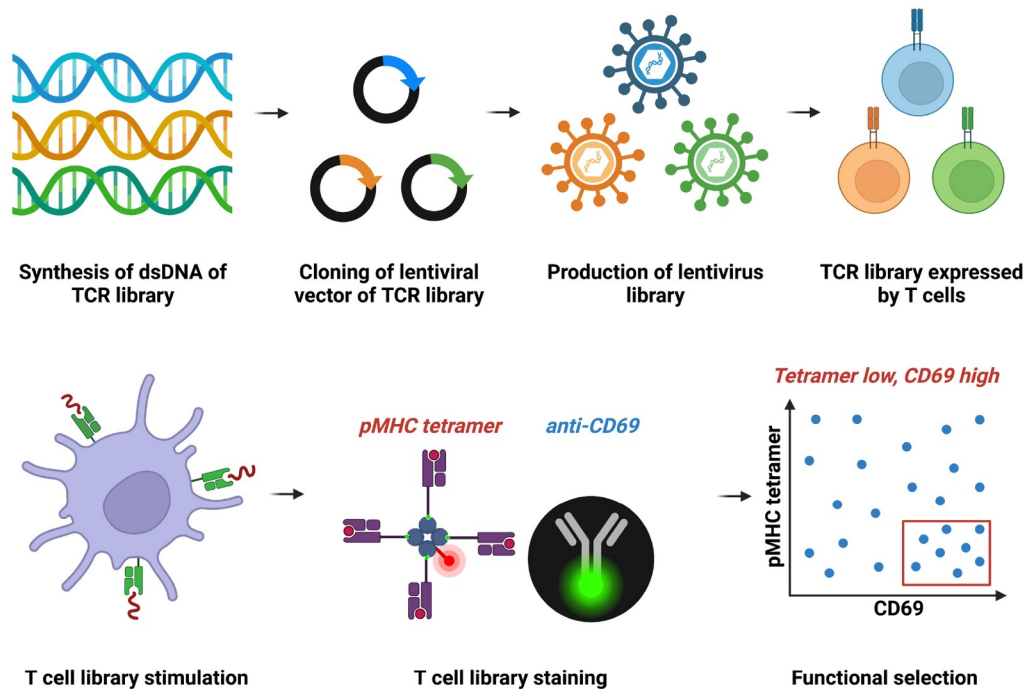 Synthesis of dsDNA of
TCR library
Cloning of lentiviral
vector of TCR library
Production of lentivirus
library
TCR library expressed
by T cells
pMHC tetramer
anti-CD69
Tetramer low, CD69 high
pMHC tetramer
CD69
T cell library stimulation
T cell library staining
Functional selection